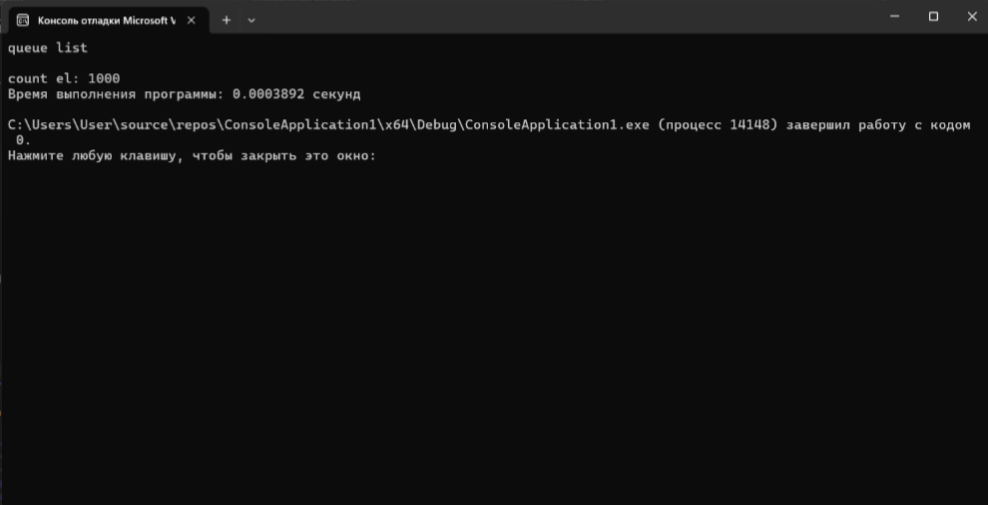 Консоль отладки Microsoft V
queue list
count el: 1000
Время выполнения программы: 0.0003892 секунд
C:\Users\User\source\repos\ConsoleApplication1\x64\Debug\ConsoleApplication1.exe (процесс 14148) завершил работу с кодом
0.
Нажмите любую клавишу, чтобы закрыть это окно: